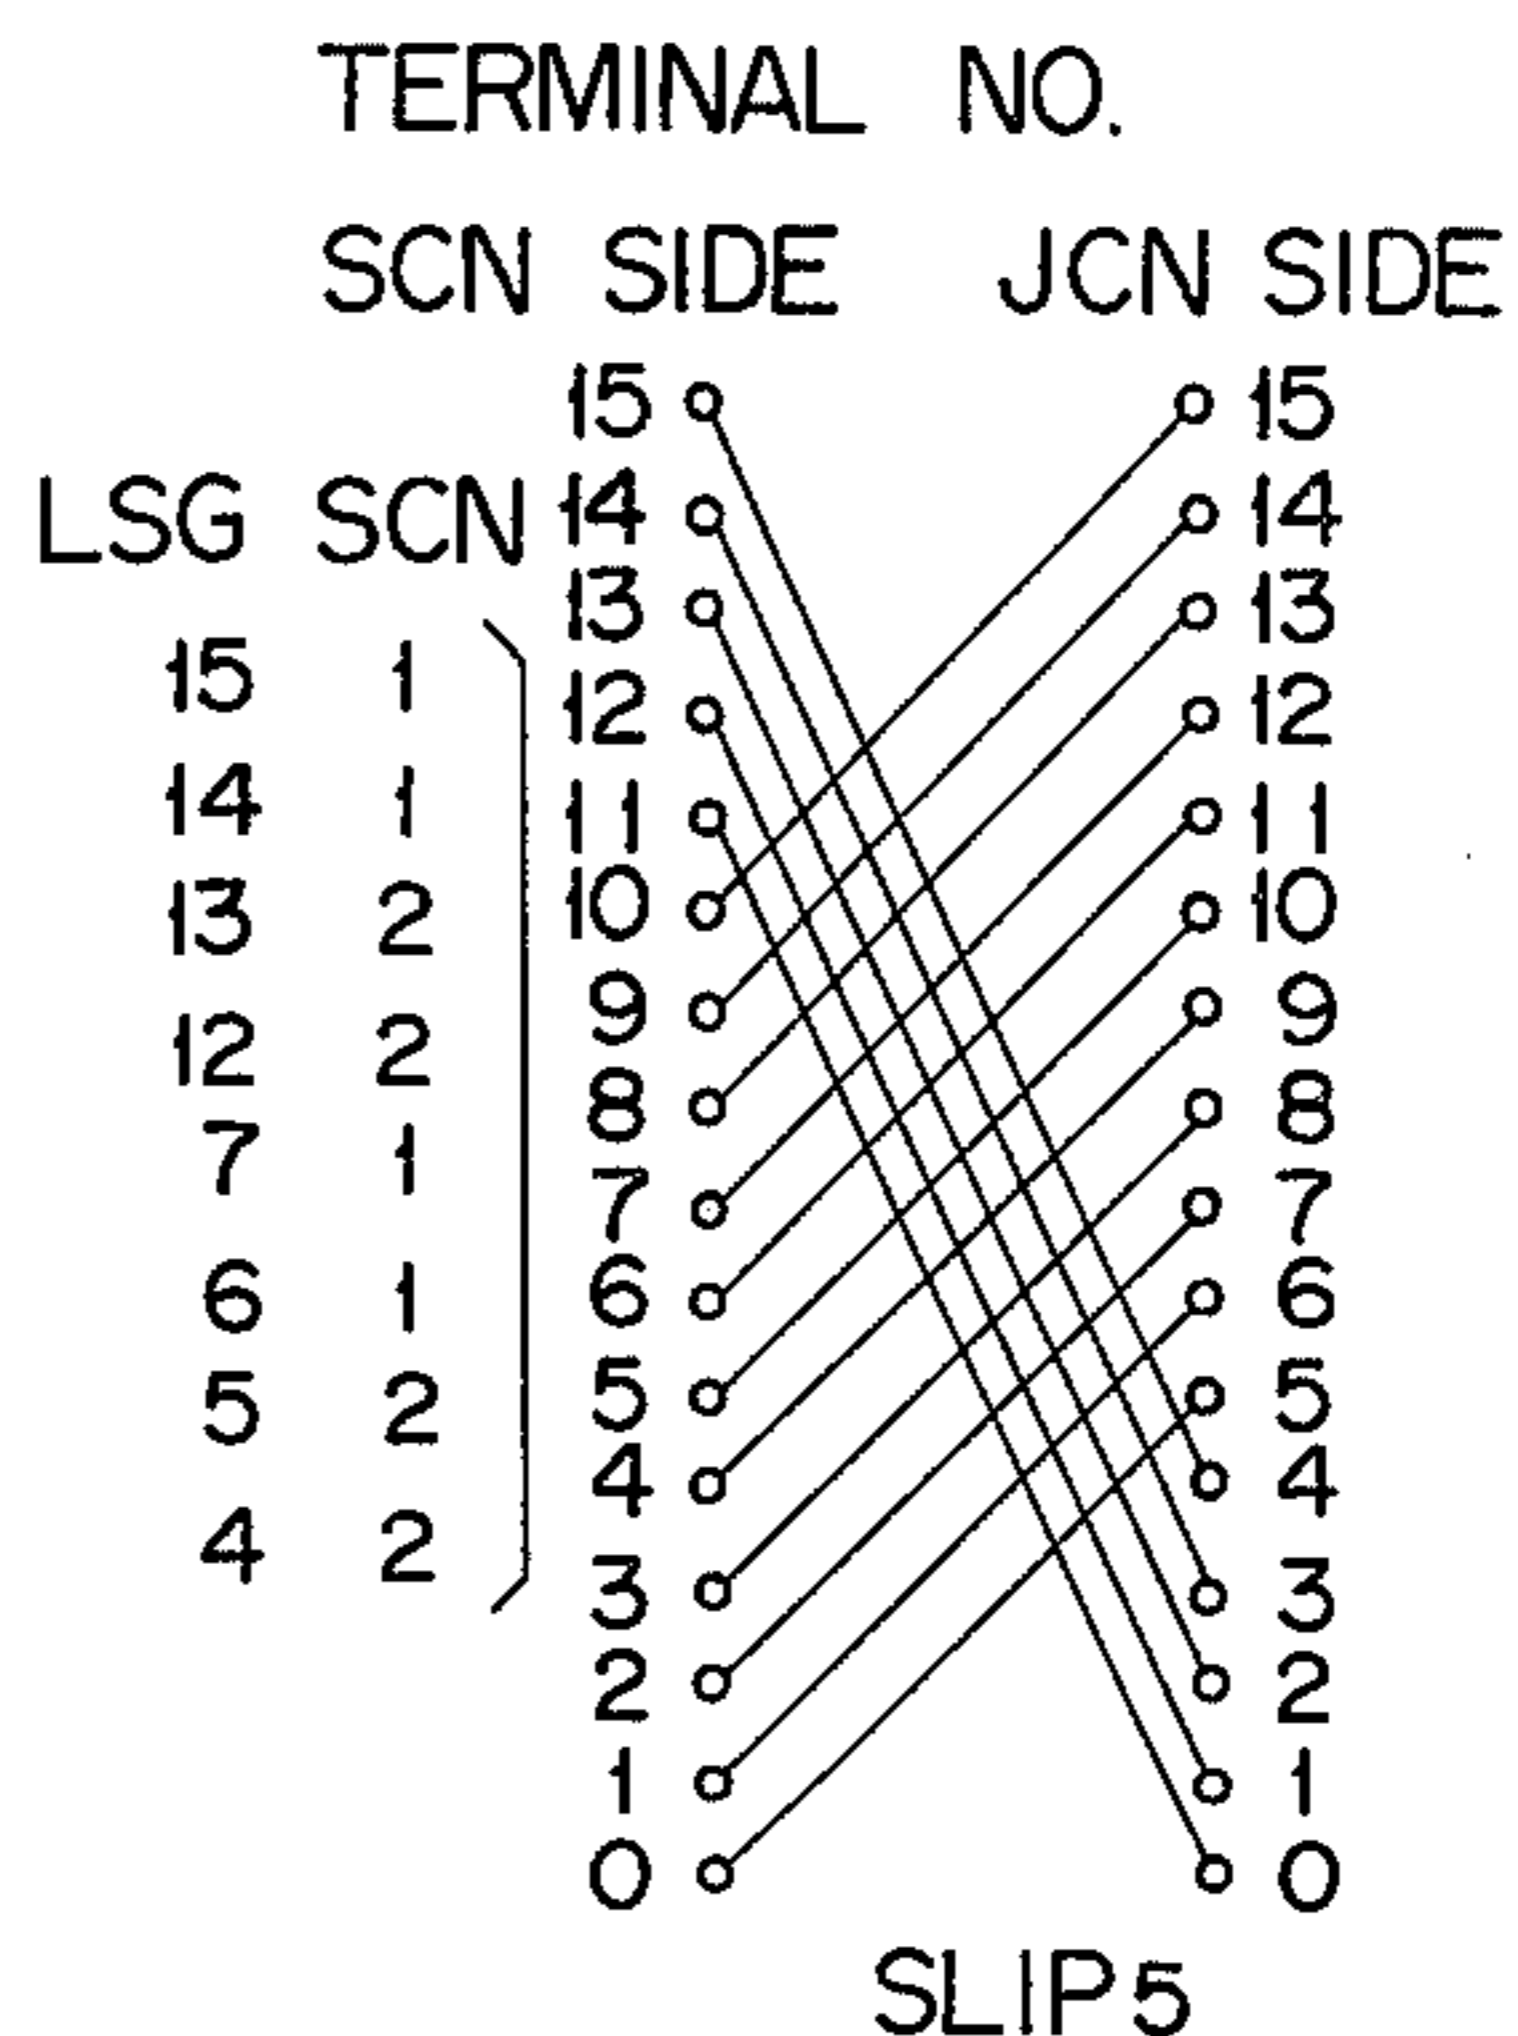 TERMINAL NO.
SCN SIDE JCN SIDE
15 15
LSG SCN 14 14
13 13
15 1 12 12
14 1 11 11
13 2 10 10
9 9
12 2 8 8
7 1 7 7
6 1 6 6
5 2 5 5
4 4
4 2 3 3
2 2
1 1
0 0
SLIP5